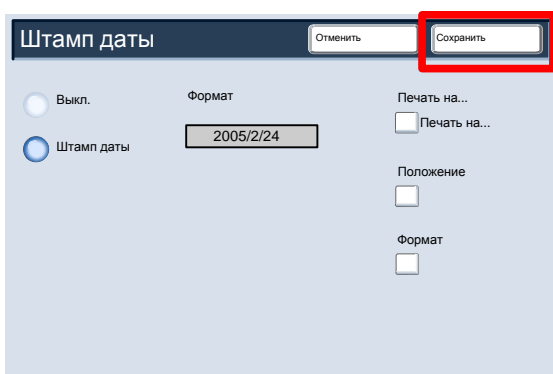 Штамп даты
Отменить
Сохранить
Выкл.
Штамп даты
Формат
2005/2/24
Печать на...
Печать на...
Положение
Формат